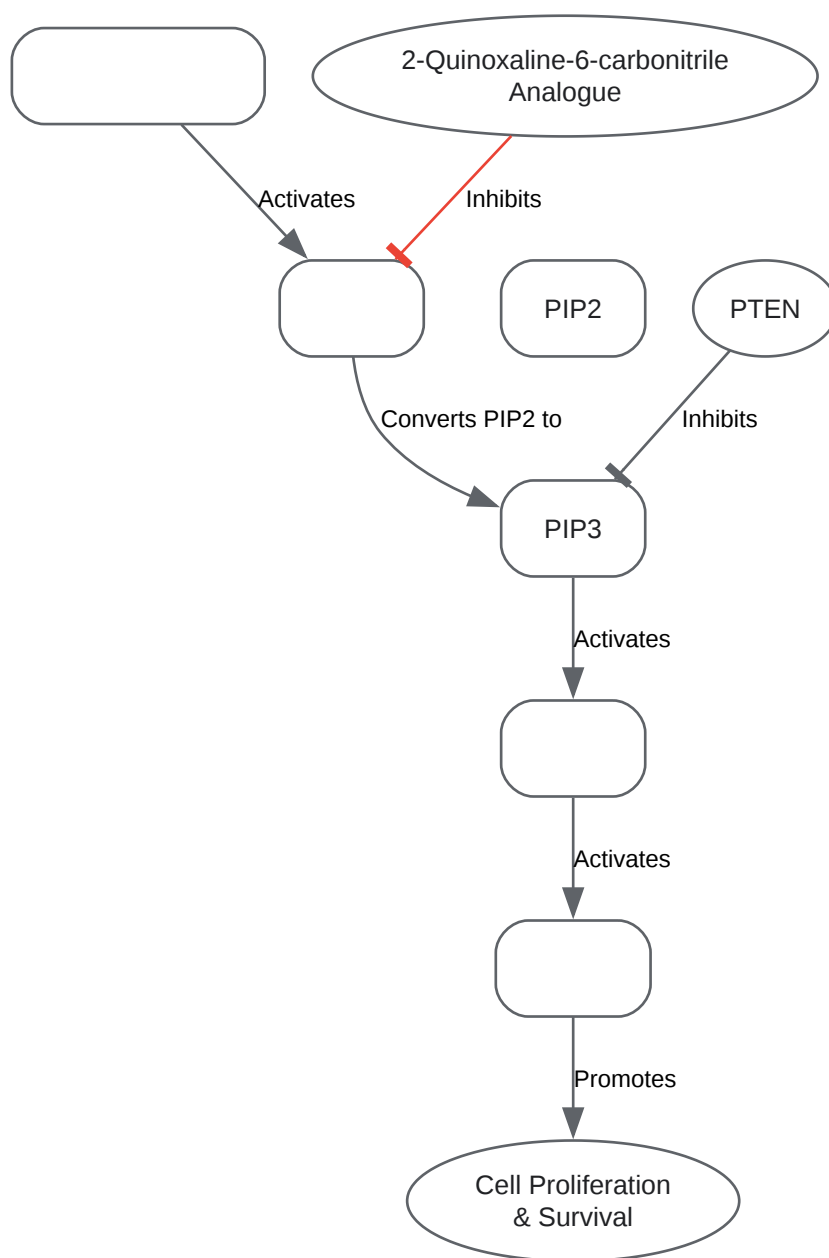 2-Quinoxaline-6-carbonitrile
Analogue
Activates
Inhibits
PIP2
PTEN
Converts PIP2 to
Inhibits
PIP3
Activates
Activates
Promotes
Cell Proliferation
& Survival